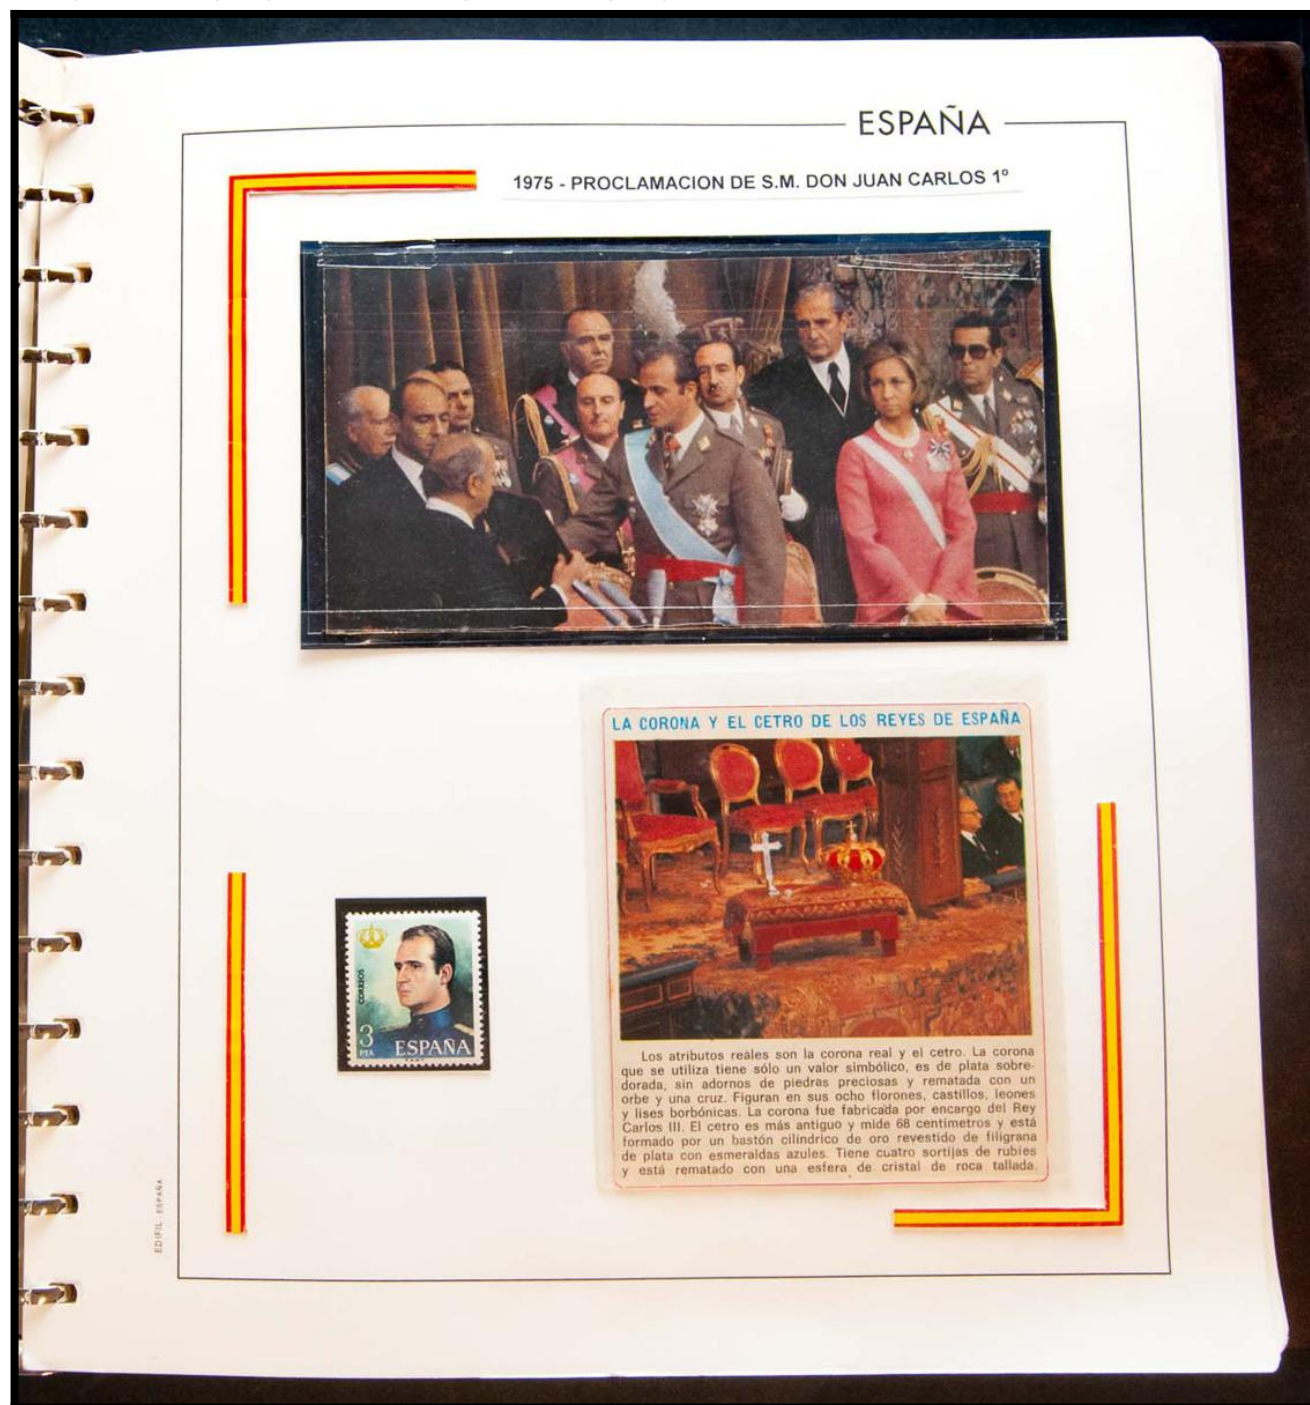 ESPAÑA
1975 - PROCLAMACION DE S.M. DON JUAN CARLOS 1º
LA CORONA Y EL CETRO DE LOS REYES DE ESPAÑA
CORREOS
3
PTA
ESPAÑA
Los atributos reales son la corona real y el cetro. La corona
que se utiliza tiene sólo un valor simbólico, es de plata sobre-
dorada, sin adornos de piedras preciosas y rematada con un
orbe y una cruz. Figuran en sus ocho florones, castillos, leones
y lises borbónicas. La corona fue fabricada por encargo del Rey
Carlos III. El cetro es más antiguo y mide 68 centímetros y está
formado por un bastón cilíndrico de oro revestido de filigrana
de plata con esmeraldas azules. Tiene cuatro sortijas de rubíes
y está rematado con una esfera de cristal de roca tallada.
EDIFIL - ESPAÑA